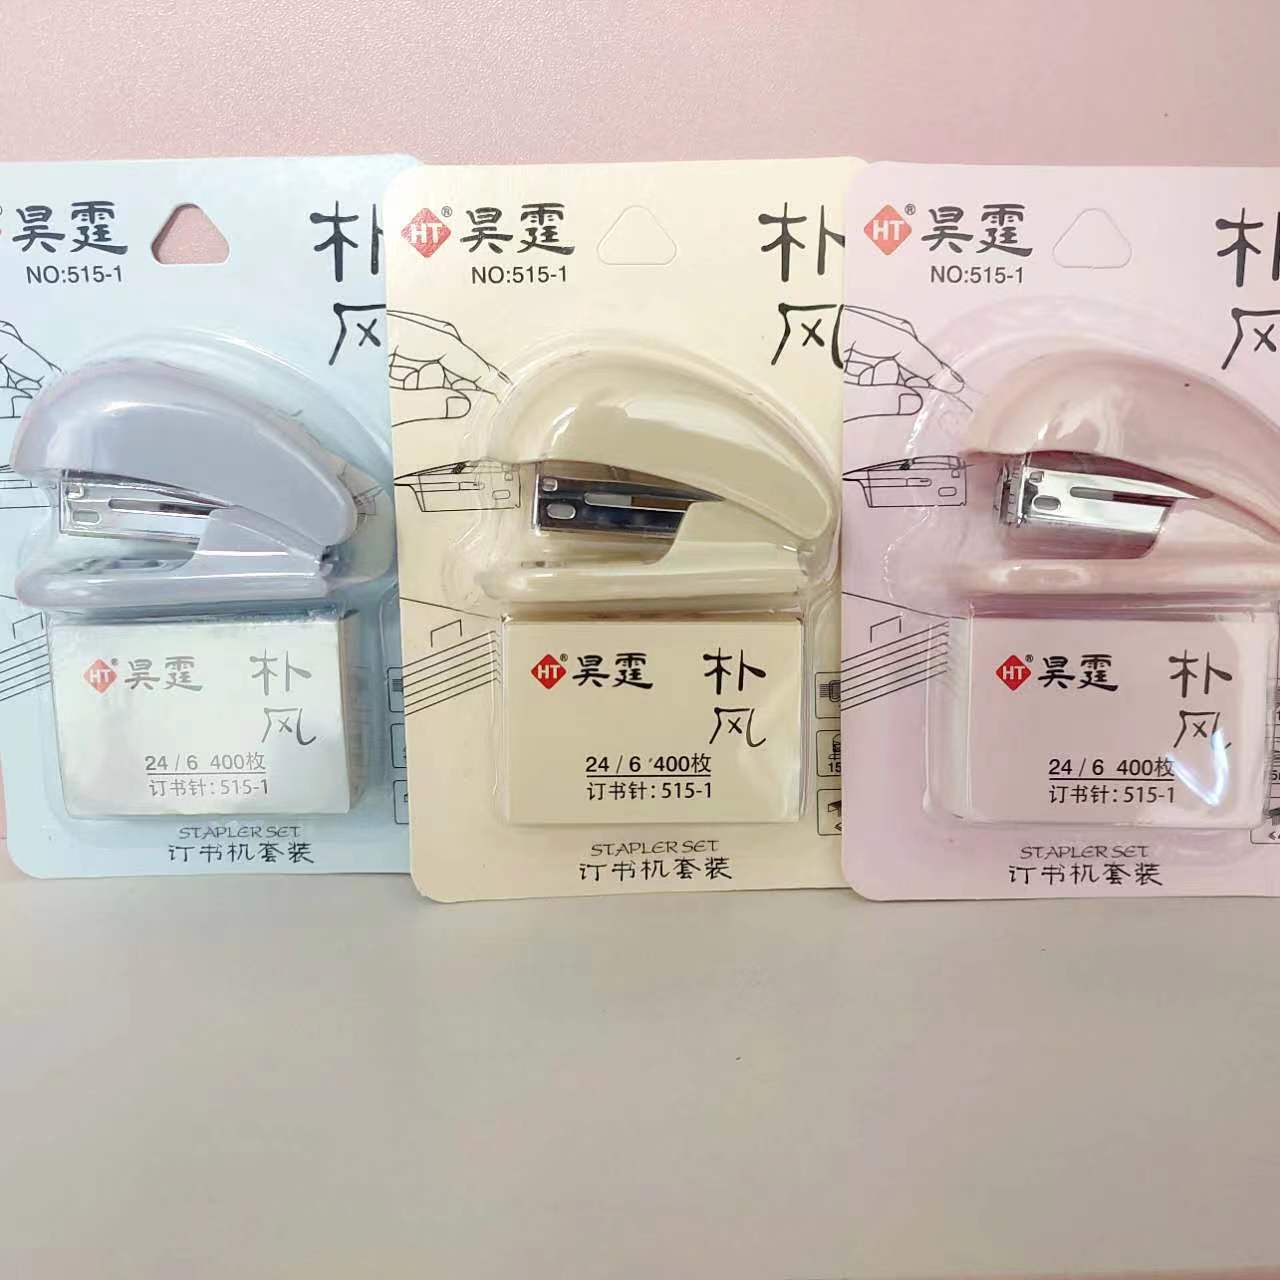 昊霆
NO:515-1
朴
风
HT® 昊霆
朴
风
24/6 400枚
订书针:515-1
STAPLER SET
订书机套装
HT® 昊霆
NO:515-1
朴
风
HT® 昊霆
朴
风
24/6 400枚
订书针:515-1
STAPLER SET
订书机套装
HT® 昊霆
NO:515-1
朴
风
HT® 昊霆
朴
风
24/6 400枚
订书针:515-1
STAPLER SET
订书机套装